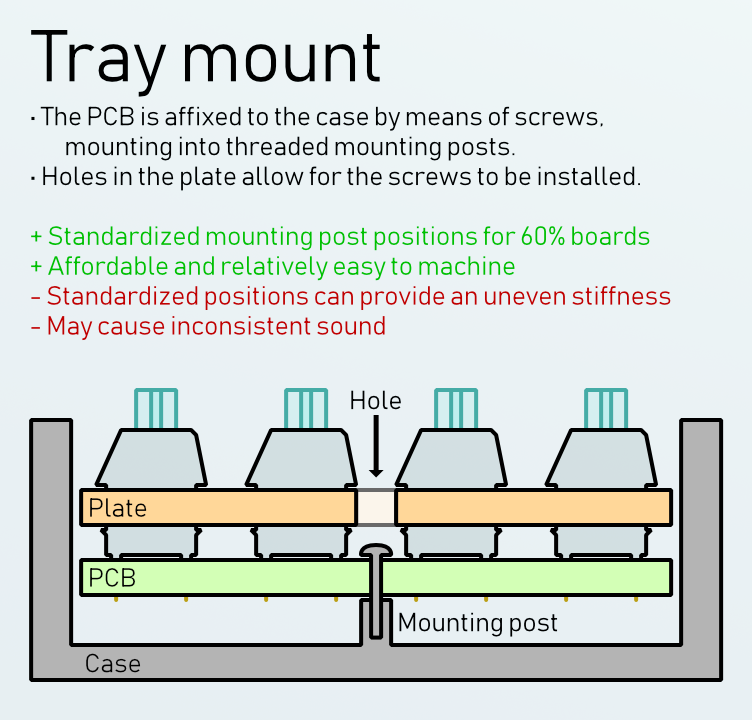 Tray mount
· The PCB is affixed to the case by means of screws,
mounting into threaded mounting posts.
· Holes in the plate allow for the screws to be installed.
+ Standardized mounting post positions for 60% boards
+ Affordable and relatively easy to machine
- Standardized positions can provide an uneven stiffness
- May cause inconsistent sound
Hole
Plate
PCB
Mounting post
Case